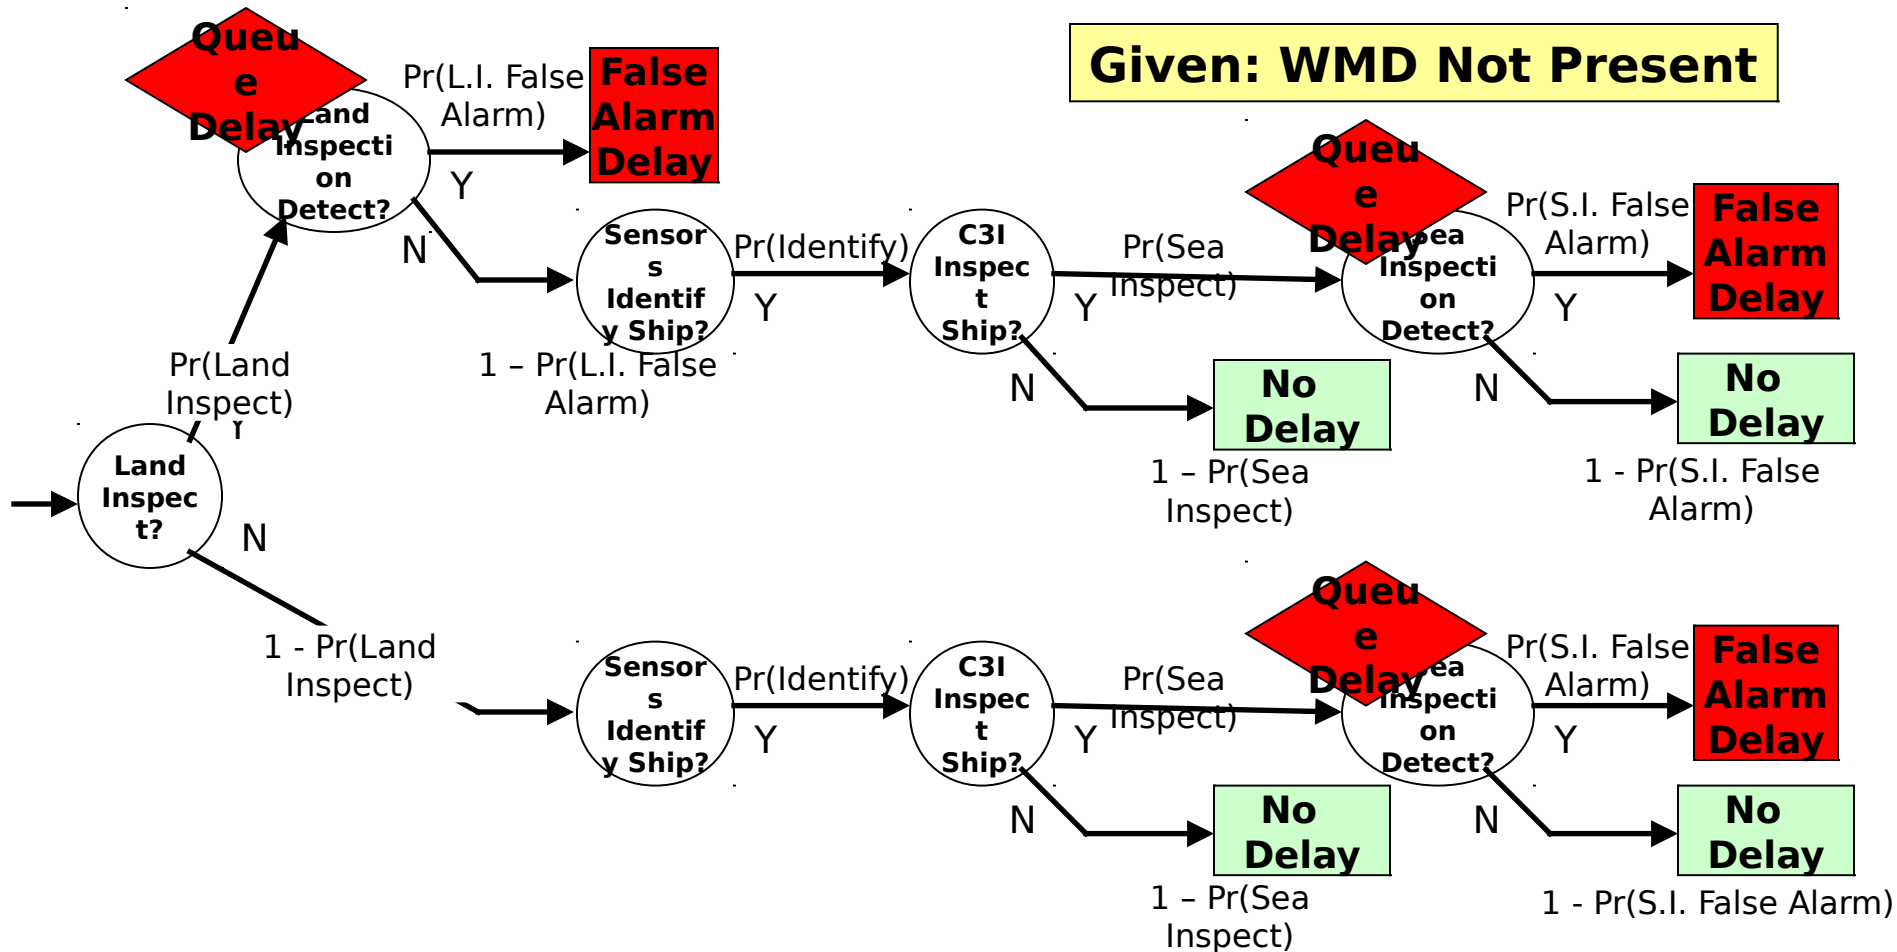 Given: WMD Not Present
Queu
e
Delay
Land
Inspecti
on
Detect?
Pr(L.I. False
Alarm)
Y
N
False
Alarm
Delay
Sensor
s
Identif
y Ship?
1 – Pr(L.I. False
Alarm)
Pr(Identify)
Y
C3I
Inspec
t
Ship?
Pr(Sea
Inspect)
Y
N
No
Delay
1 – Pr(Sea
Inspect)
Queu
e
Delay
Sea
Inspecti
on
Detect?
Pr(S.I. False
Alarm)
Y
N
False
Alarm
Delay
No
Delay
1 - Pr(S.I. False
Alarm)
Pr(Land
Inspect)
Y
Land
Inspec
t?
N
1 - Pr(Land
Inspect)
Sensor
s
Identif
y Ship?
Pr(Identify)
Y
C3I
Inspec
t
Ship?
Pr(Sea
Inspect)
Y
N
No
Delay
1 – Pr(Sea
Inspect)
Queu
e
Delay
Sea
Inspecti
on
Detect?
Pr(S.I. False
Alarm)
Y
N
False
Alarm
Delay
No
Delay
1 - Pr(S.I. False Alarm)